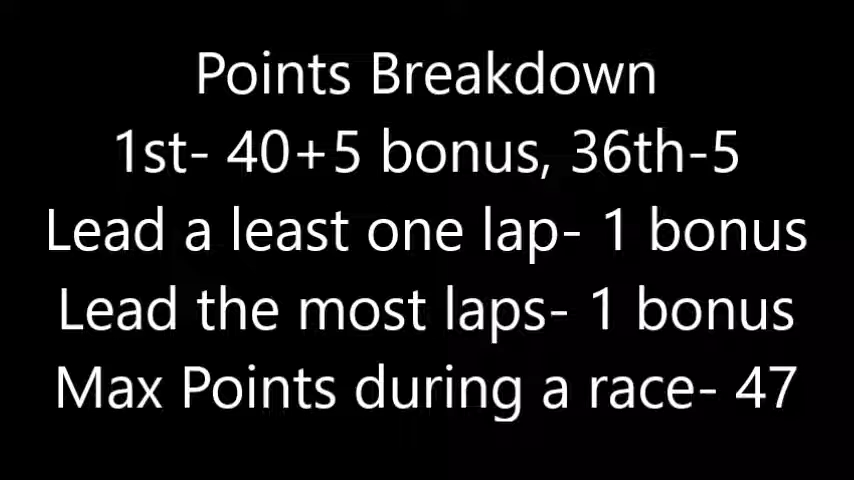 Points Breakdown
1st- 40+5 bonus, 36th-5
Lead a least one lap- 1 bonus
Lead the most laps- 1 bonus
Max Points during a race- 47